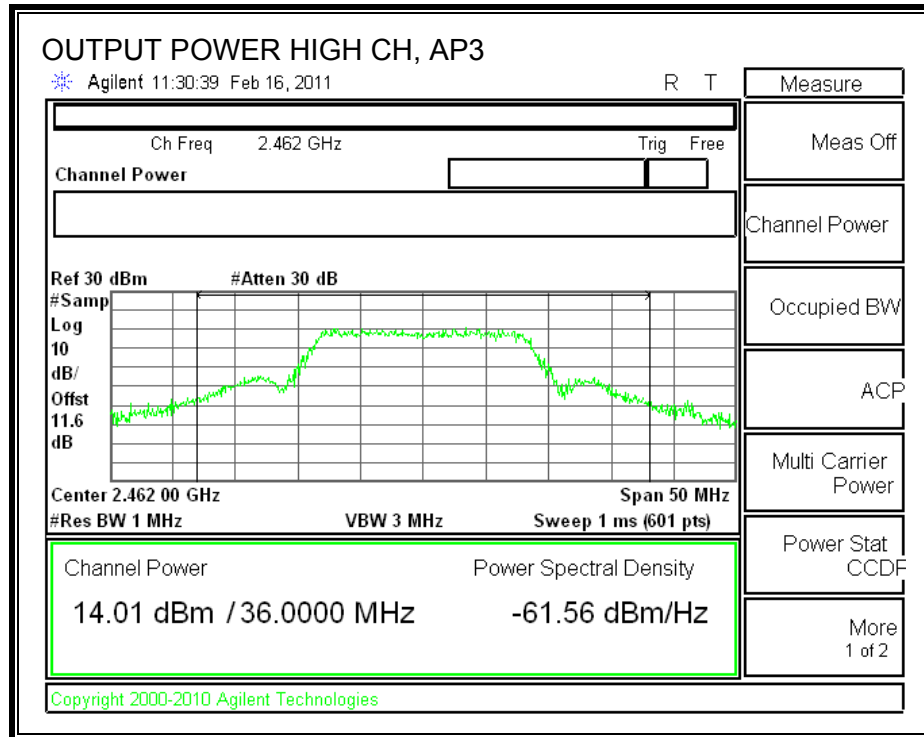 OUTPUT POWER HIGH CH, AP3
Agilent 11:30:39 Feb 16, 2011 R T
Measure
Ch Freq 2.462 GHz Trig Free
Meas Off
Channel Power
Channel Power
Ref 30 dBm #Atten 30 dB
#Samp
Log
10
dB/
Offst
11.6
dB
Occupied BW
ACP
Multi Carrier
Power
Center 2.462 00 GHz Span 50 MHz
#Res BW 1 MHz VBW 3 MHz Sweep 1 ms (601 pts)
Power Stat
CCDF
Channel Power Power Spectral Density
14.01 dBm / 36.0000 MHz -61.56 dBm/Hz
More
1 of 2
Copyright 2000-2010 Agilent Technologies